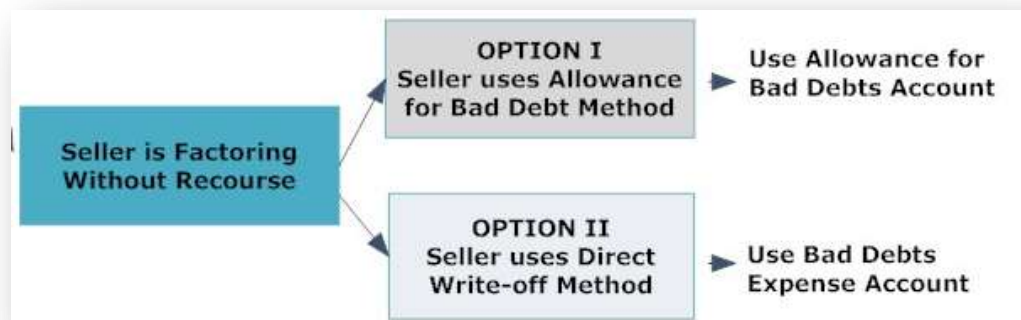 Seller is Factoring
Without Recourse
OPTION I
Seller uses Allowance
for Bad Debt Method
Use Allowance for
Bad Debts Account
OPTION II
Seller uses Direct
Write-off Method
Use Bad Debts
Expense Account